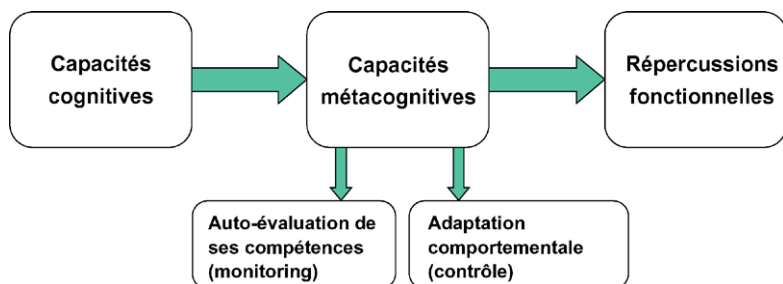 Capacités
cognitives
Capacités
métacognitives
Répercussions
fonctionnelles
Auto-évaluation de
ses compétences
(monitoring)
Adaptation
comportementale
(contrôle)